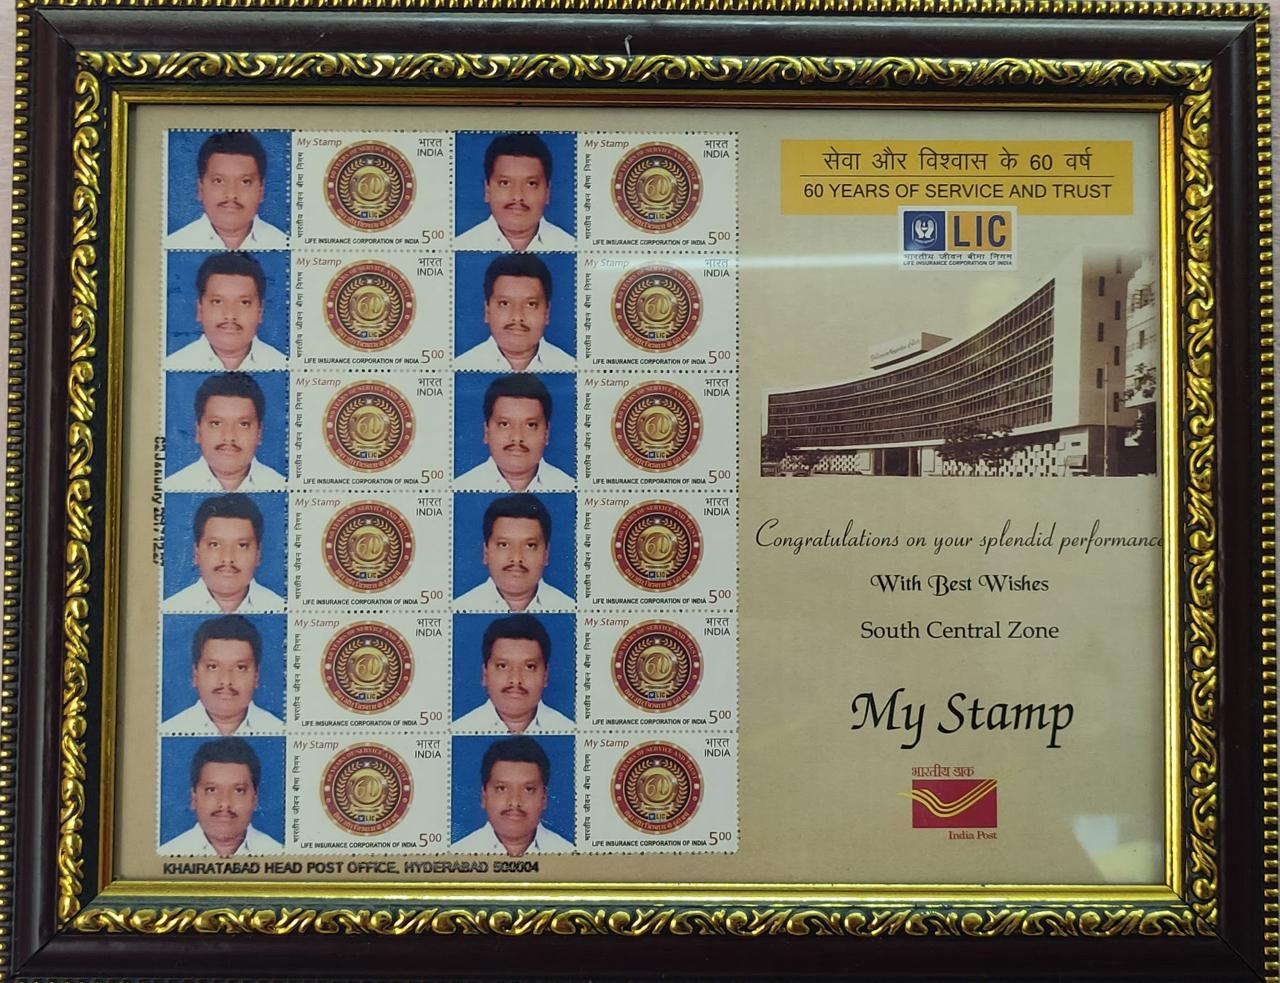 My Stamp भारत
INDIA
भारतीय जीवन बीमा निगम
LIFE INSURANCE CORPORATION OF INDIA 5.00
My Stamp भारत
INDIA
भारतीय जीवन बीमा निगम
LIFE INSURANCE CORPORATION OF INDIA 5.00
My Stamp भारत
INDIA
भारतीय जीवन बीमा निगम
LIFE INSURANCE CORPORATION OF INDIA 5.00
My Stamp भारत
INDIA
भारतीय जीवन बीमा निगम
LIFE INSURANCE CORPORATION OF INDIA 5.00
My Stamp भारत
INDIA
भारतीय जीवन बीमा निगम
LIFE INSURANCE CORPORATION OF INDIA 5.00
My Stamp भारत
INDIA
भारतीय जीवन बीमा निगम
LIFE INSURANCE CORPORATION OF INDIA 5.00
My Stamp भारत
INDIA
भारतीय जीवन बीमा निगम
LIFE INSURANCE CORPORATION OF INDIA 5.00
My Stamp भारत
INDIA
भारतीय जीवन बीमा निगम
LIFE INSURANCE CORPORATION OF INDIA 5.00
My Stamp भारत
INDIA
भारतीय जीवन बीमा निगम
LIFE INSURANCE CORPORATION OF INDIA 5.00
My Stamp भारत
INDIA
भारतीय जीवन बीमा निगम
LIFE INSURANCE CORPORATION OF INDIA 5.00
My Stamp भारत
INDIA
भारतीय जीवन बीमा निगम
LIFE INSURANCE CORPORATION OF INDIA 5.00
My Stamp भारत
INDIA
भारतीय जीवन बीमा निगम
LIFE INSURANCE CORPORATION OF INDIA 5.00
KHAIRATABAD HEAD POST OFFICE, HYDERABAD 500004
सेवा और विश्वास के 60 वर्ष
60 YEARS OF SERVICE AND TRUST
LIC
भारतीय जीवन बीमा निगम
LIFE INSURANCE CORPORATION OF INDIA
Congratulations on your splendid performance
With Best Wishes
South Central Zone
My Stamp
भारतीय डाक
India Post